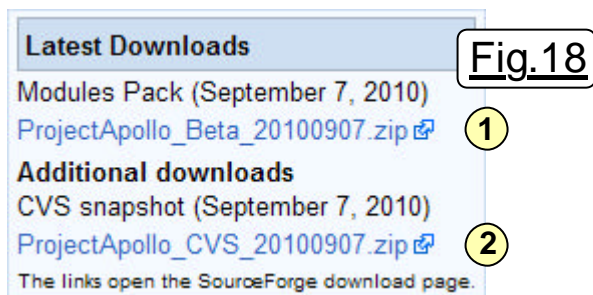 Latest Downloads
Fig.18
Modules Pack (September 7, 2010)
ProjectApollo_Beta_20100907.zip
1
Additional downloads
CVS snapshot (September 7, 2010)
ProjectApollo_CVS_20100907.zip
2
The links open the SourceForge download page.